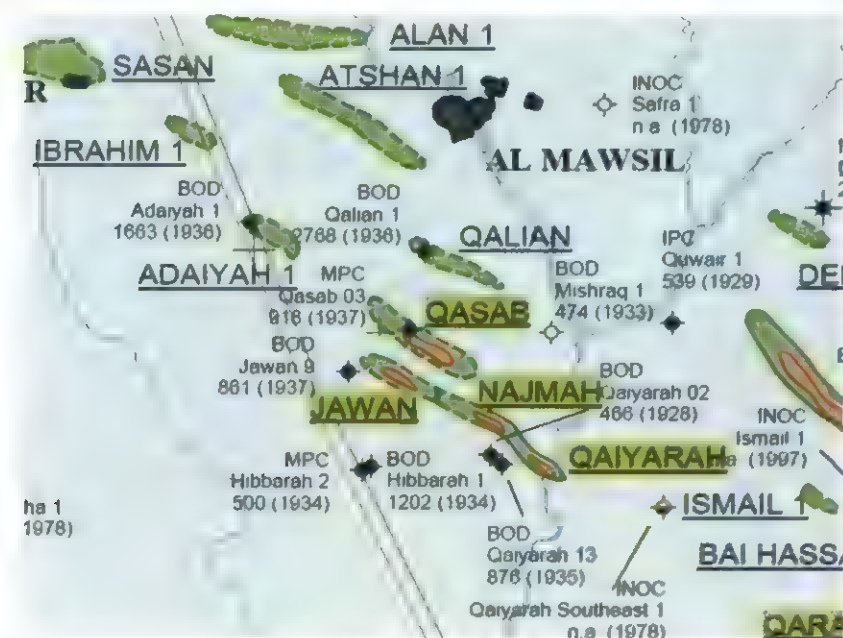 ALAN 1
SASAN
R
ATSHAN 1
INOC
Safra 1
n a (1978)
IBRAHIM 1
AL MAWSIL
BOD
Adaiyah 1
1663 (1936)
BOD
Qalian 1
2768 (1936)
QALIAN
IPC
Quwair 1
539 (1929)
ADAIYAH 1
MPC
Qasab 03
916 (1937)
BOD
Mishraq 1
474 (1933)
DE
QASAB
BOD
Jawan 9
861 (1937)
JAWAN
NAJMAH
BOD
Qaiyarah 02
466 (1928)
INOC
Ismail 1
(1997)
MPC
Hibbarah 2
500 (1934)
BOD
Hibbarah 1
1202 (1934)
QAIYARAH
ha 1
1978)
ISMAIL 1
BOD
Qaiyarah 13
876 (1935)
BAI HASSA
INOC
Qaiyarah Southeast 1
n.a (1978)
QARA